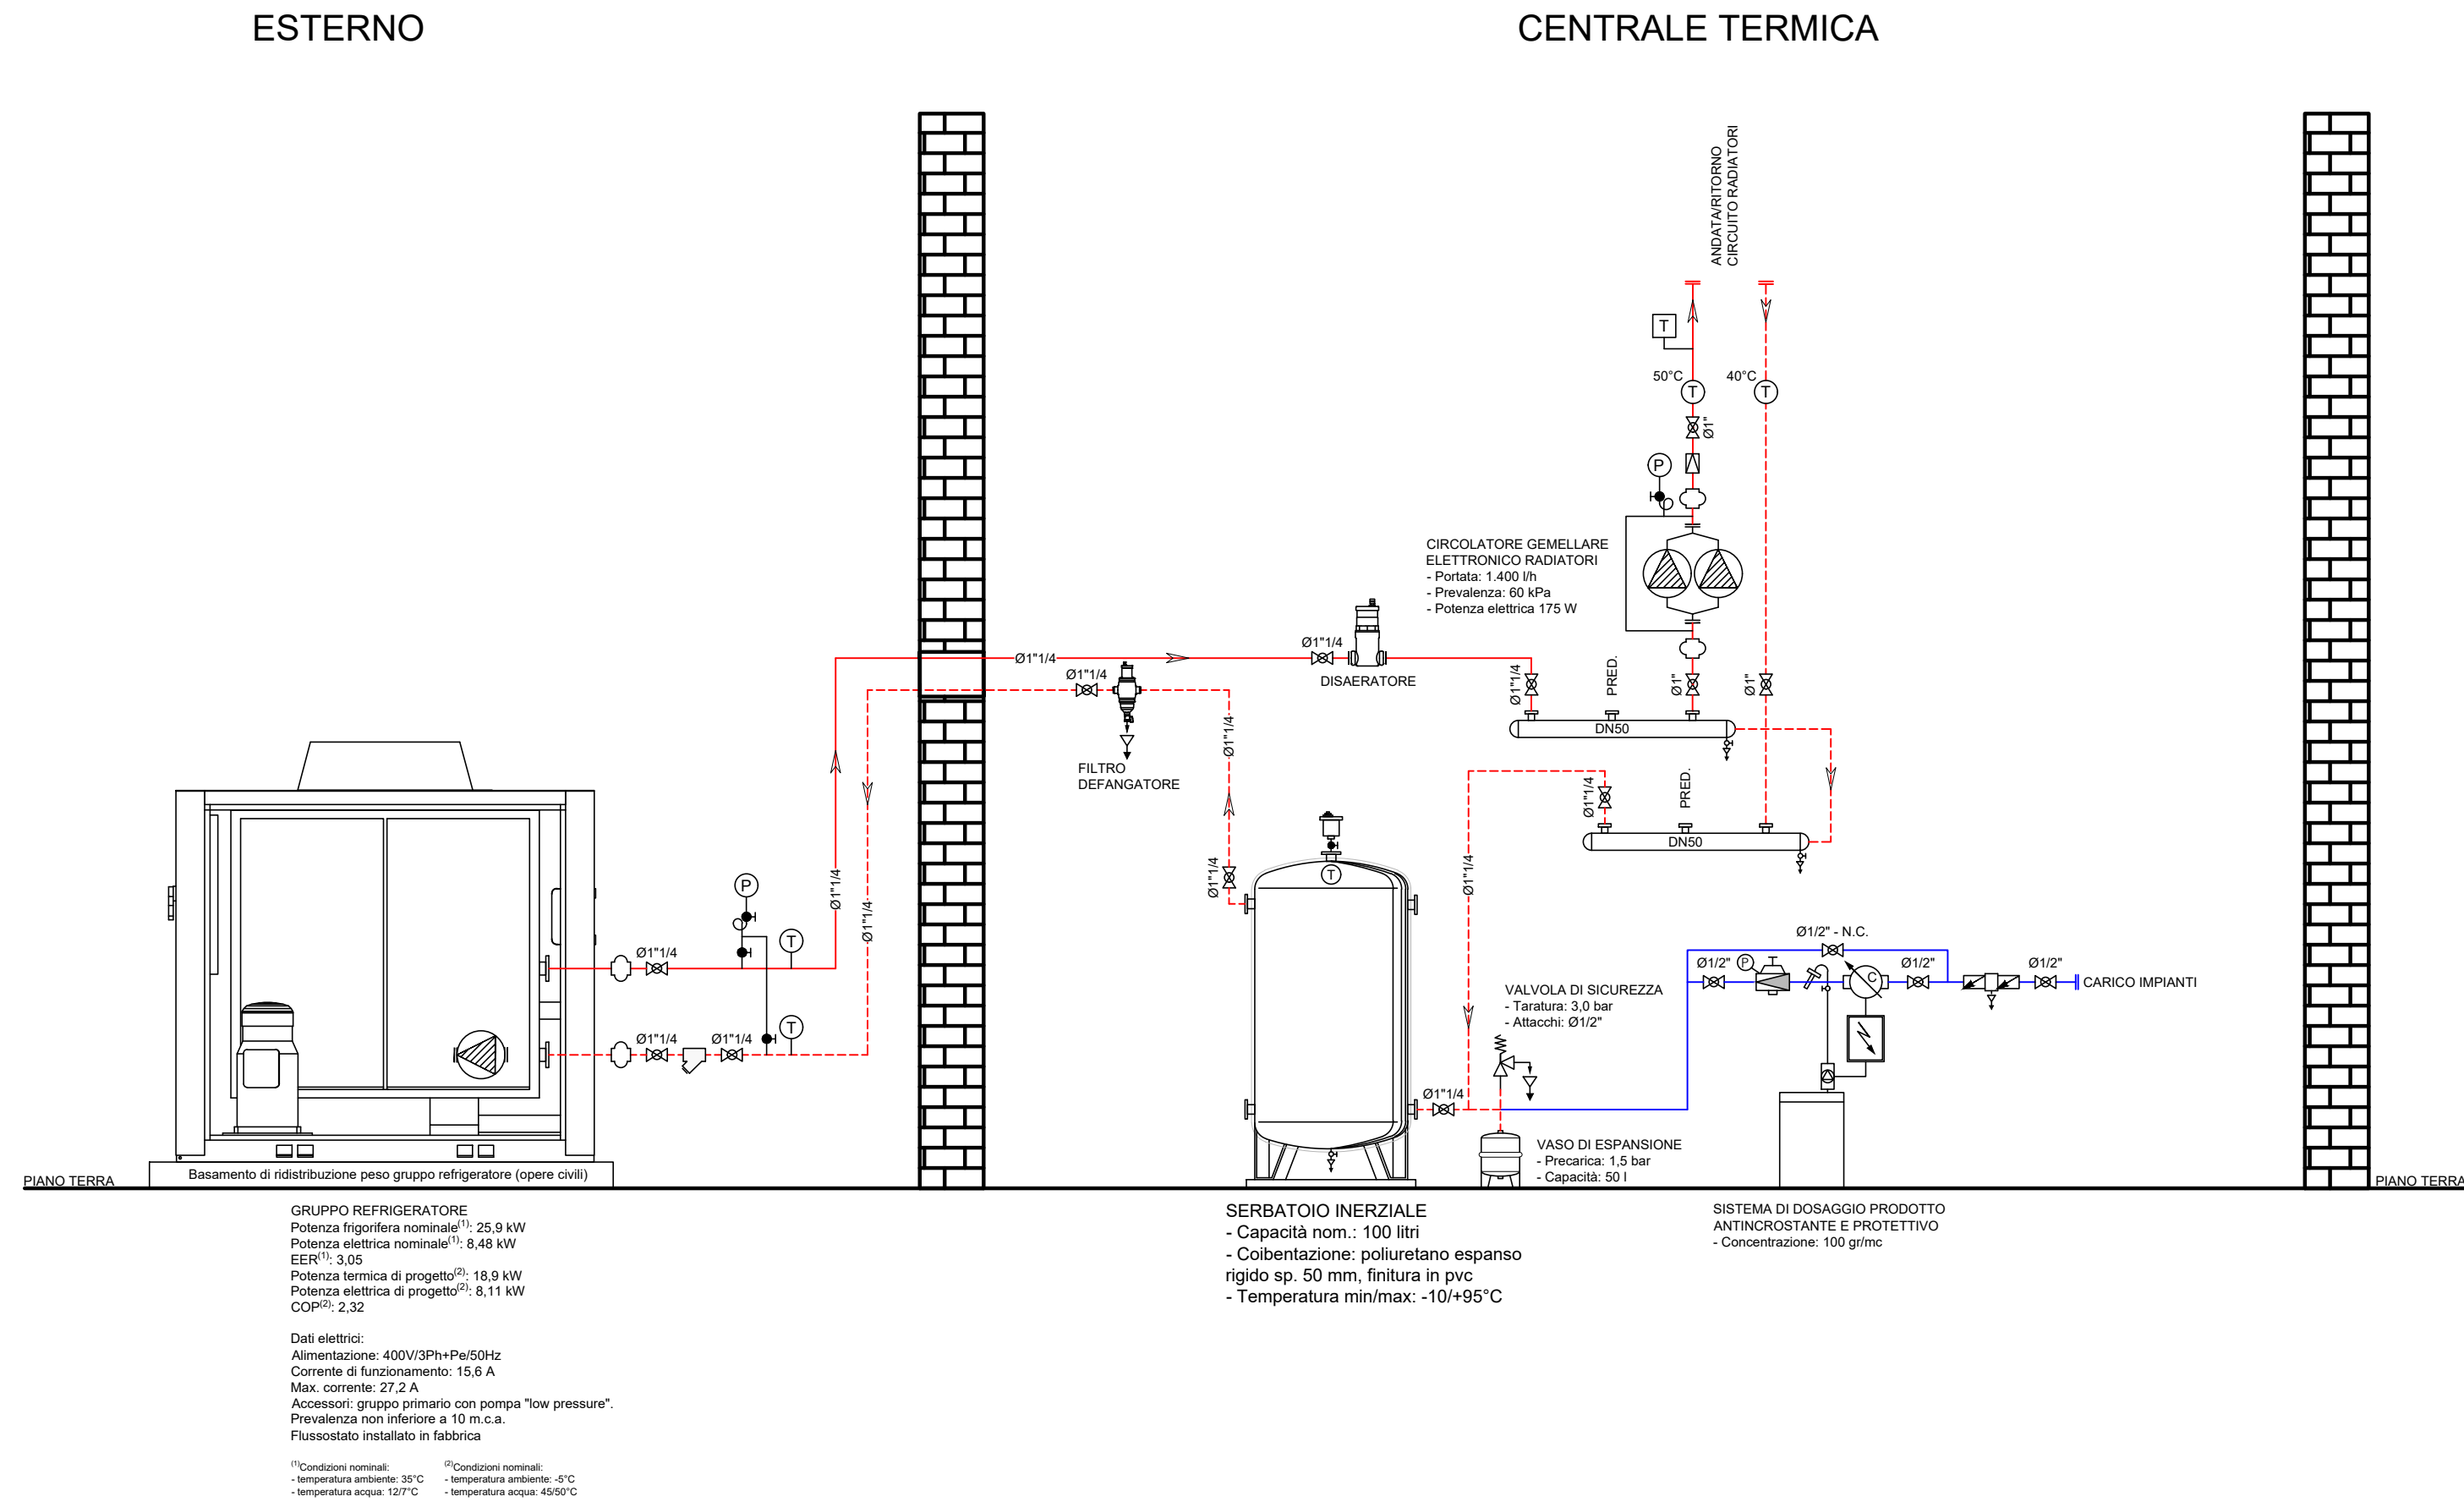 ESTERNO
CENTRALE TERMICA
ANDATA/RITORNO
CIRCUITO RADIATORI
T
50°C
T
40°C
T
Ø1"
P
CIRCOLATORE GEMELLARE
ELETTRONICO RADIATORI
- Portata: 1.400 l/h
- Prevalenza: 60 kPa
- Potenza elettrica 175 W
Ø1"1/4
Ø1"1/4
DISAERATORE
Ø1"1/4
FILTRO
DEFANGATORE
Ø1"1/4
PRED.
Ø1"
Ø1"
DN50
Ø1"1/4
Ø1"1/4
PRED.
DN50
Ø1"1/4
Ø1"1/4
T
Ø1"1/4
Ø1"1/4
P
T
Ø1"1/4
Ø1"1/4
Ø1"1/4
T
Ø1"1/4
Ø1/2" - N.C.
Ø1/2"
P
C
Ø1/2"
Ø1/2"
CARICO IMPIANTI
VALVOLA DI SICUREZZA
- Taratura: 3,0 bar
- Attacchi: Ø1/2"
VASO DI ESPANSIONE
- Precarica: 1,5 bar
- Capacità: 50 l
PIANO TERRA
Basamento di ridistribuzione peso gruppo refrigeratore (opere civili)
PIANO TERRA
GRUPPO REFRIGERATORE
Potenza frigorifera nominale(1): 25,9 kW
Potenza elettrica nominale(1): 8,48 kW
EER(1): 3,05
Potenza termica di progetto(2): 18,9 kW
Potenza elettrica di progetto(2): 8,11 kW
COP(2): 2,32
Dati elettrici:
Alimentazione: 400V/3Ph+Pe/50Hz
Corrente di funzionamento: 15,6 A
Max. corrente: 27,2 A
Accessori: gruppo primario con pompa "low pressure".
Prevalenza non inferiore a 10 m.c.a.
Flussostato installato in fabbrica
(1)Condizioni nominali:
- temperatura ambiente: 35°C
- temperatura acqua: 12/7°C
(2)Condizioni nominali:
- temperatura ambiente: -5°C
- temperatura acqua: 45/50°C
SERBATOIO INERZIALE
- Capacità nom.: 100 litri
- Coibentazione: poliuretano espanso
rigido sp. 50 mm, finitura in pvc
- Temperatura min/max: -10/+95°C
SISTEMA DI DOSAGGIO PRODOTTO
ANTINCROSTANTE E PROTETTIVO
- Concentrazione: 100 gr/mc